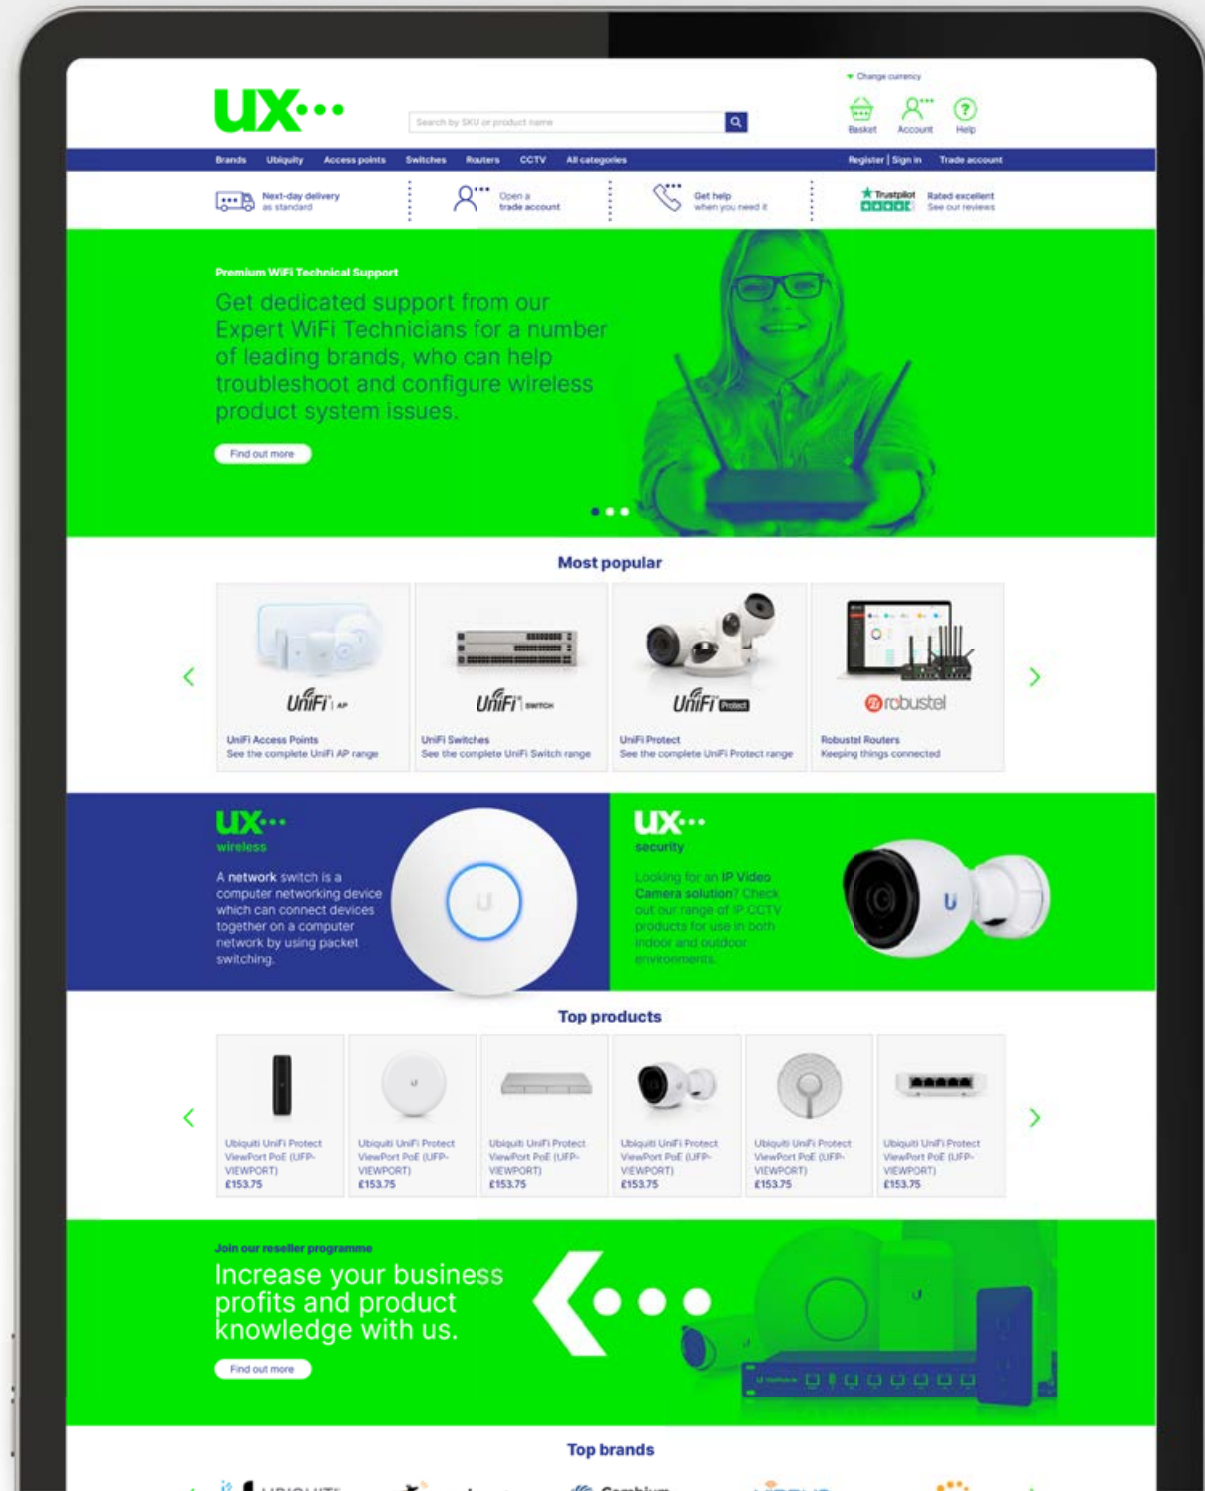 Change currency
ux
Search by SKU or product name
Basket Account Help
Brands Ubiquity Access points Switches Routers CCTV All categories Register | Sign in Trade account
Next-day delivery
as standard
Open a
trade account
Get help
when you need it
Trustpilot
Rated excellent
See our reviews
Premium WiFi Technical Support
Get dedicated support from our
Expert WiFi Technicians for a number
of leading brands, who can help
troubleshoot and configure wireless
product system issues.
Find out more
Most popular
UniFi AP
UniFi Access Points
See the complete UniFi AP range
UniFi SWITCH
UniFi Switches
See the complete UniFi Switch range
UniFi Protect
UniFi Protect
See the complete UniFi Protect range
robustel
Robustel Routers
Keeping things connected
ux
wireless
A network switch is a
computer networking device
which can connect devices
together on a computer
network by using packet
switching.
ux
security
Looking for an IP Video
Camera solution? Check
out our range of IP CCTV
products for use in both
indoor and outdoor
environments.
Top products
Ubiquiti UniFi Protect
ViewPort PoE (UFP-
VIEWPORT)
£153.75
Ubiquiti UniFi Protect
ViewPort PoE (UFP-
VIEWPORT)
£153.75
Ubiquiti UniFi Protect
ViewPort PoE (UFP-
VIEWPORT)
£153.75
Ubiquiti UniFi Protect
ViewPort PoE (UFP-
VIEWPORT)
£153.75
Ubiquiti UniFi Protect
ViewPort PoE (UFP-
VIEWPORT)
£153.75
Ubiquiti UniFi Protect
ViewPort PoE (UFP-
VIEWPORT)
£153.75
Join our reseller programme
Increase your business
profits and product
knowledge with us.
Find out more
Top brands